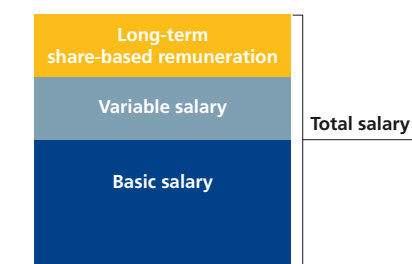 Long-term
share-based remuneration
Variable salary
Total salary
Basic salary